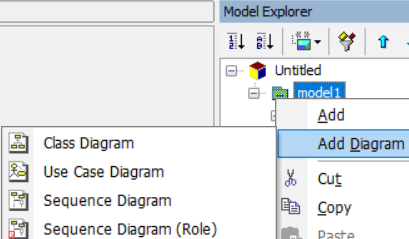 Model Explorer
Untitled
model1
Add
Add Diagram
Cut
Copy
Paste
Class Diagram
Use Case Diagram
Sequence Diagram
Sequence Diagram (Role)